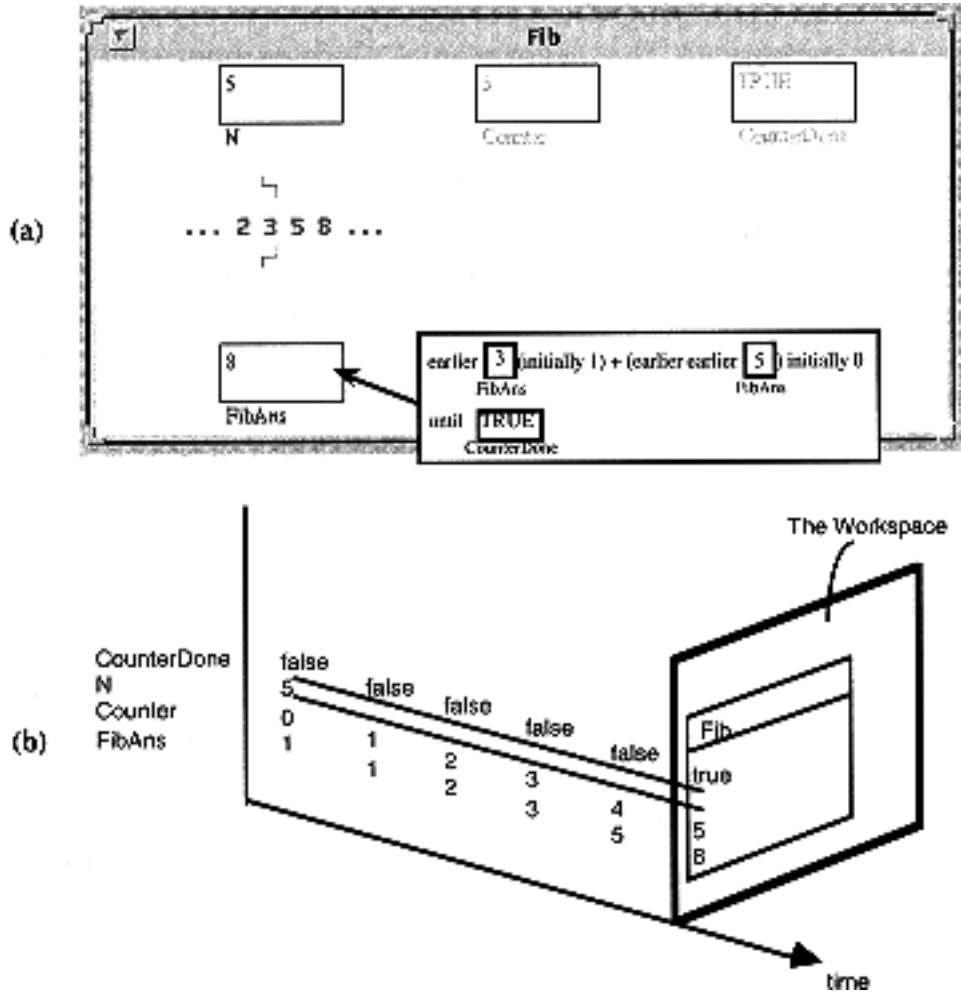 Fib
5
5
TRUE
N
Counter
CounterDone
(a)
... 2 3 5 8 ...
8
FibAns
earlier 3 (initially 1) + (earlier earlier 5 ) initially 0
FibAns
FibAns
until TRUE
CounterDone
The Workspace
CounterDone
N
Counter
FibAns
(b)
false
5
0
1
false
1
1
false
2
2
false
3
3
false
4
5
Fib
true
5
8
time